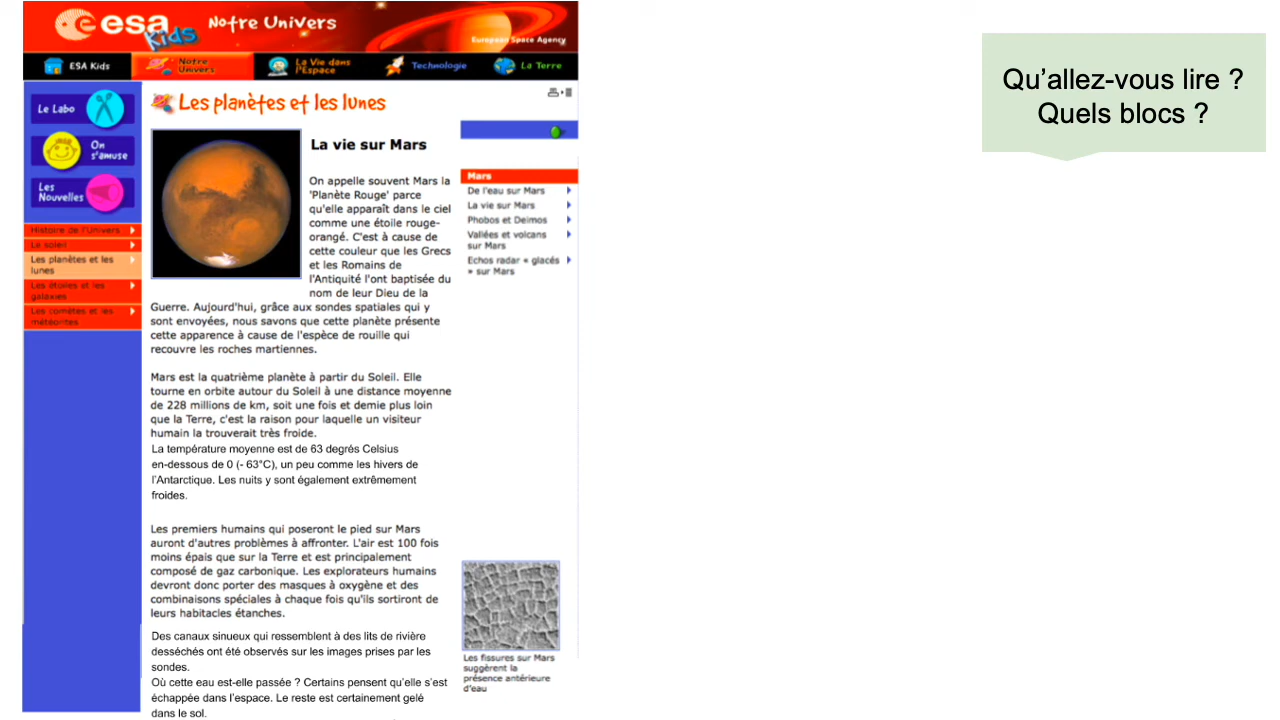 esa
Kids
Notre Univers
European Space Agency
ESA Kids
Notre
Univers
La Vie dans
l'Espace
Technologie
La Terre
Le Labo
On
s'amuse
Les
Nouvelles
Histoire de l'Univers
Le soleil
Les planètes et les
lunes
Les étoiles et les
galaxies
Les comètes et les
météorites
Les planètes et les lunes
La vie sur Mars
On appelle souvent Mars la
'Planète Rouge' parce
qu'elle apparaît dans le ciel
comme une étoile rouge-
orangé. C'est à cause de
cette couleur que les Grecs
et les Romains de
l'Antiquité l'ont baptisée du
nom de leur Dieu de la
Guerre. Aujourd'hui, grâce aux sondes spatiales qui y
sont envoyées, nous savons que cette planète présente
cette apparence à cause de l'espèce de rouille qui
recouvre les roches martiennes.
Mars est la quatrième planète à partir du Soleil. Elle
tourne en orbite autour du Soleil à une distance moyenne
de 228 millions de km, soit une fois et demie plus loin
que la Terre, c'est la raison pour laquelle un visiteur
humain la trouverait très froide.
La température moyenne est de 63 degrés Celsius
en-dessous de 0 (- 63°C), un peu comme les hivers de
l'Antarctique. Les nuits y sont également extrêmement
froides.
Les premiers humains qui poseront le pied sur Mars
auront d'autres problèmes à affronter. L'air est 100 fois
moins épais que sur la Terre et est principalement
composé de gaz carbonique. Les explorateurs humains
devront donc porter des masques à oxygène et des
combinaisons spéciales à chaque fois qu'ils sortiront de
leurs habitacles étanches.
Des canaux sinueux qui ressemblent à des lits de rivière
desséchés ont été observés sur les images prises par les
sondes.
Où cette eau est-elle passée ? Certains pensent qu'elle s'est
échappée dans l'espace. Le reste est certainement gelé
dans le sol.
Mars
De l'eau sur Mars
La vie sur Mars
Phobos et Deimos
Vallées et volcans
sur Mars
Echos radar « glacés
» sur Mars
Les fissures sur Mars
suggèrent la
présence antérieure
d'eau
Qu'allez-vous lire ?
Quels blocs ?